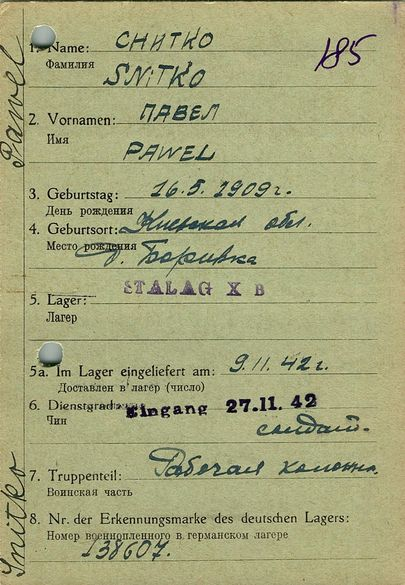 1. Name: СНИТКО
Фамилия
SNITKO
185
2. Vornamen: ПАВЕЛ
Имя
PAWEL
3. Geburtstag: 16.5.1909 г.
День рождения
4. Geburtsort: Киевская обл.
Место рождения
д. Боривка
5. Lager: STALAG X B
Лагерь
5a. Im Lager eingeliefert am: 9.11.42 г.
Доставлен в лагерь (число)
6. Dienstgrad: Eingang 27.11.42
Чин
солдат.
7. Truppenteil: Рабочая колонна.
Воинская часть
8. Nr. der Erkennungsmarke des deutschen Lagers:
Номер военнопленного в германском лагере
138607.
Pawel
Snitko